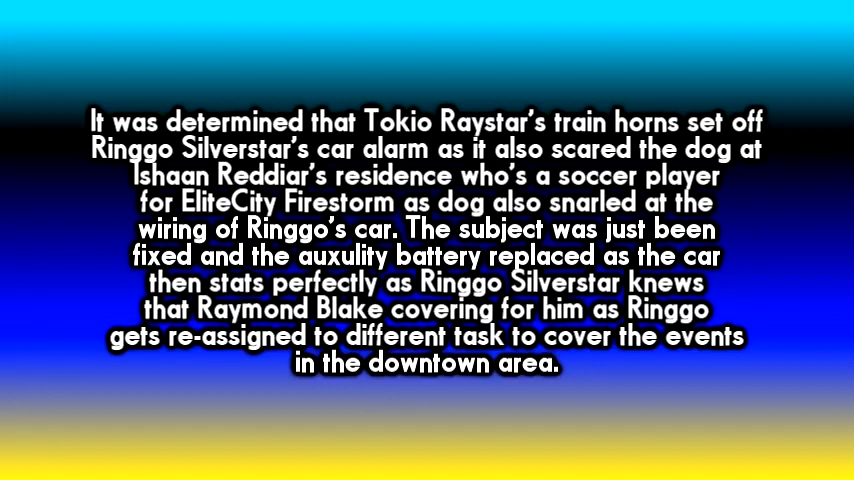 It was determined that Tokio Raystar's train horns set off
Ringgo Silverstar's car alarm as it also scared the dog at
Ishaan Reddiar's residence who's a soccer player
for EliteCity Firestorm as dog also snarled at the
wiring of Ringgo's car. The subject was just been
fixed and the auxulity battery replaced as the car
then stats perfectly as Ringgo Silverstar knews
that Raymond Blake covering for him as Ringgo
gets re-assigned to different task to cover the events
in the downtown area.